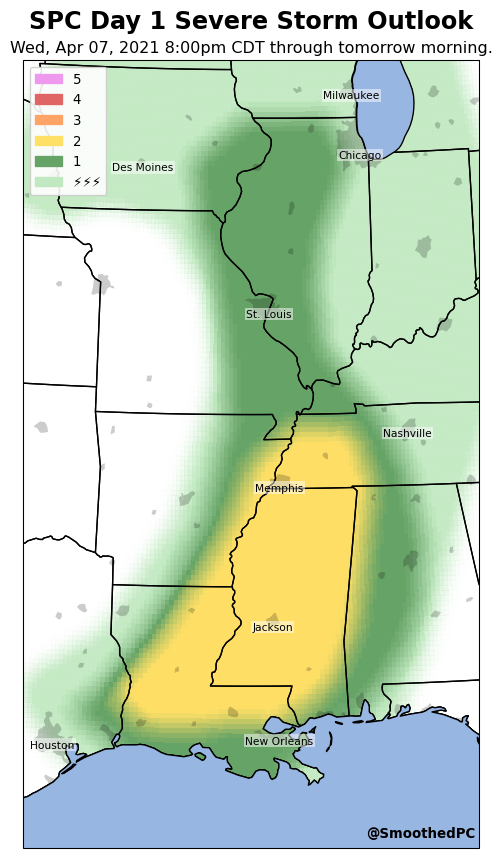 SPC Day 1 Severe Storm Outlook
Wed, Apr 07, 2021 8:00pm CDT through tomorrow morning.
5
4
3
2
1
⚡⚡⚡
Milwaukee
Chicago
Des Moines
St. Louis
Nashville
Memphis
Jackson
New Orleans
Houston
@SmoothedPC